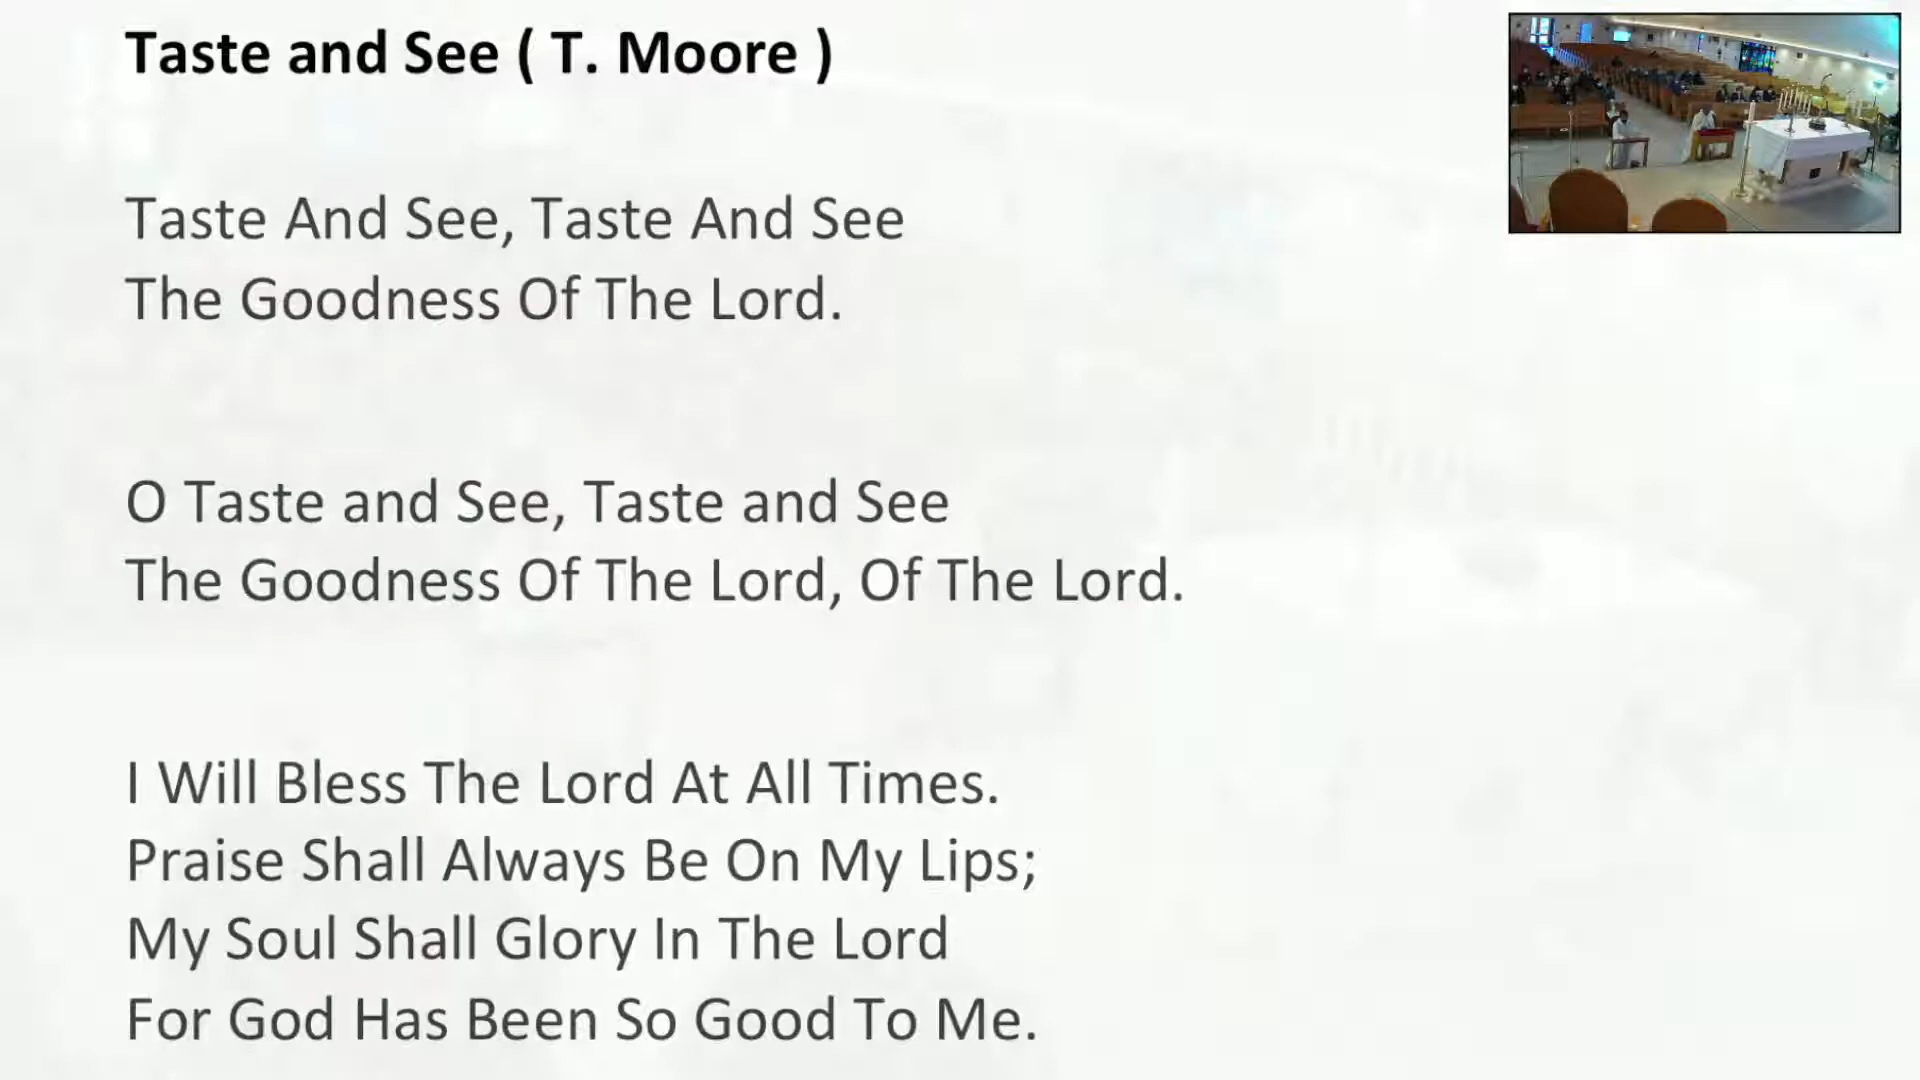 Taste and See ( T. Moore )
Taste And See, Taste And See
The Goodness Of The Lord.
O Taste and See, Taste and See
The Goodness Of The Lord, Of The Lord.
I Will Bless The Lord At All Times.
Praise Shall Always Be On My Lips;
My Soul Shall Glory In The Lord
For God Has Been So Good To Me.